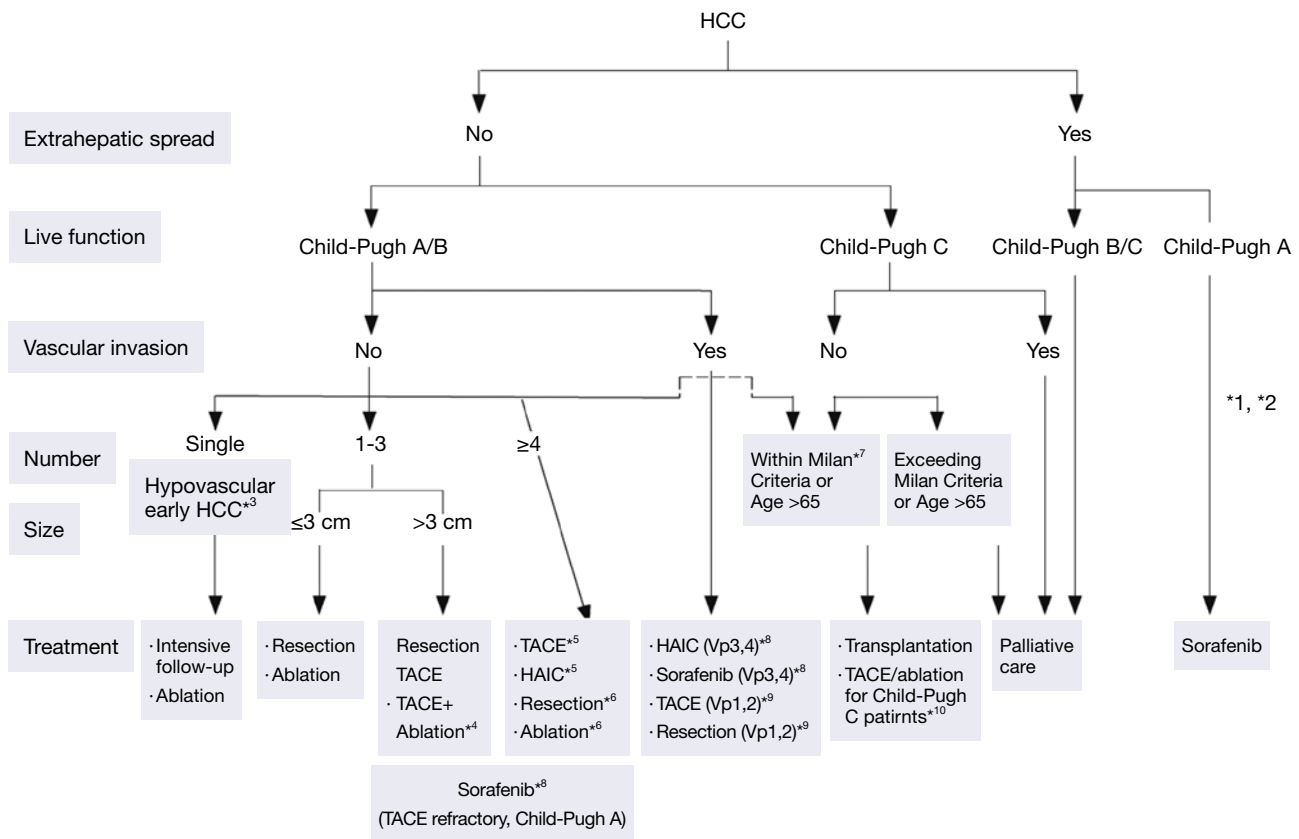 HCC
Extrahepatic spread
No
Yes
Live function
Child-Pugh A/B
Child-Pugh C
Child-Pugh B/C
Child-Pugh A
Vascular invasion
No
Yes
No
Yes
*1, *2
Number
Single
1-3
≥4
Within Milan*7
Criteria or
Age >65
Exceeding
Milan Criteria
or Age >65
Hypovascular
early HCC*3
Size
≤3 cm
>3 cm
Treatment
· Intensive
follow-up
· Ablation
· Resection
· Ablation
Resection
TACE
· TACE+
Ablation*4
· TACE*5
· HAIC*5
· Resection*6
· Ablation*6
· HAIC (Vp3,4)*8
· Sorafenib (Vp3,4)*8
· TACE (Vp1,2)*9
· Resection (Vp1,2)*9
· Transplantation
· TACE/ablation
for Child-Pugh
C patirnts*10
Palliative
care
Sorafenib
Sorafenib*8
(TACE refractory, Child-Pugh A)